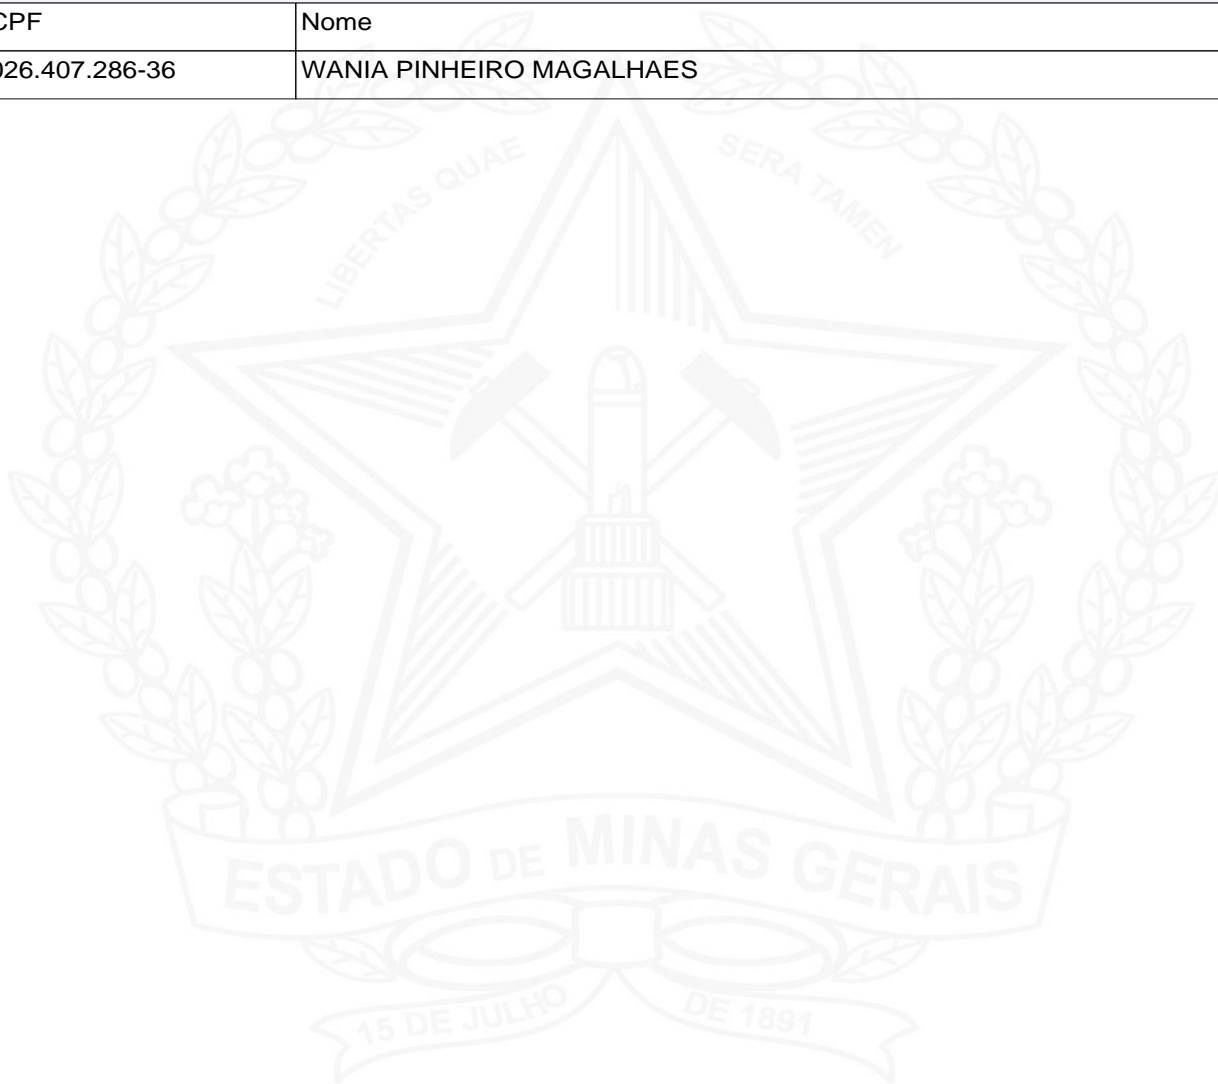 CPF Nome
026.407.286-36 WANIA PINHEIRO MAGALHAES
LIBERTAS QUAE SERA TAMEN
ESTADO DE MINAS GERAIS
15 DE JULHO DE 1891